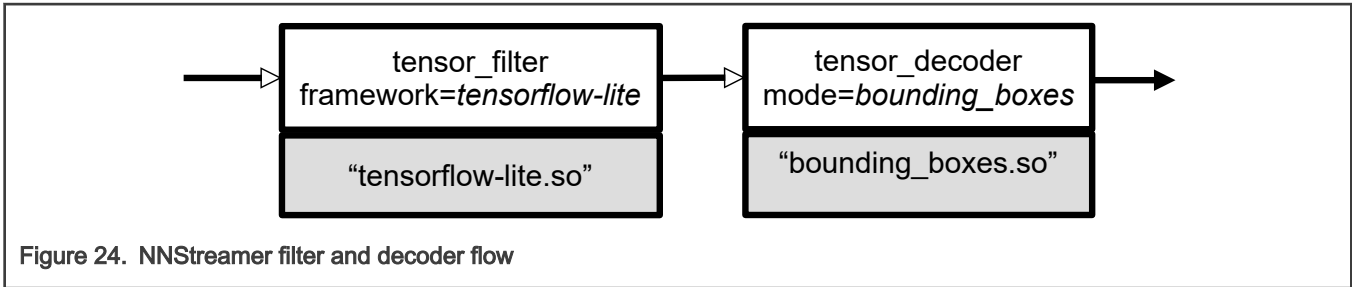 tensor_filter
framework=tensorflow-lite
“tensorflow-lite.so”
tensor_decoder
mode=bounding_boxes
“bounding_boxes.so”
Figure 24. NNStreamer filter and decoder flow